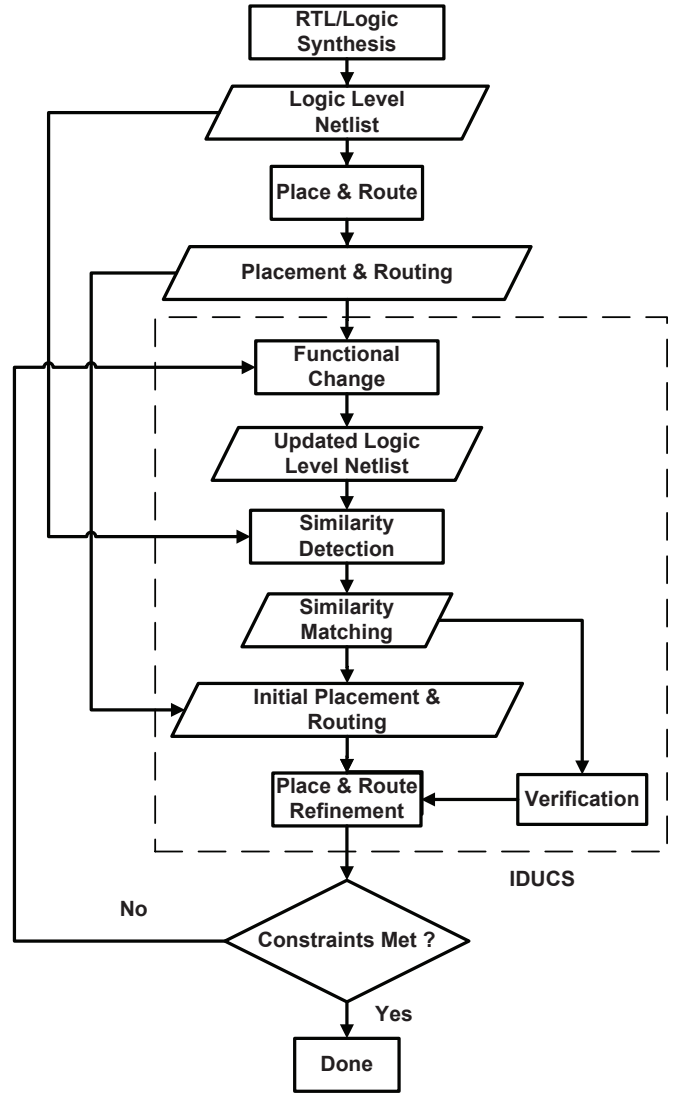 RTL/Logic
Synthesis
Logic Level
Netlist
Place & Route
Placement & Routing
Functional
Change
Updated Logic
Level Netlist
Similarity
Detection
Similarity
Matching
Initial Placement &
Routing
Place & Route
Refinement
Verification
IDUCS
No
Constraints Met ?
Yes
Done